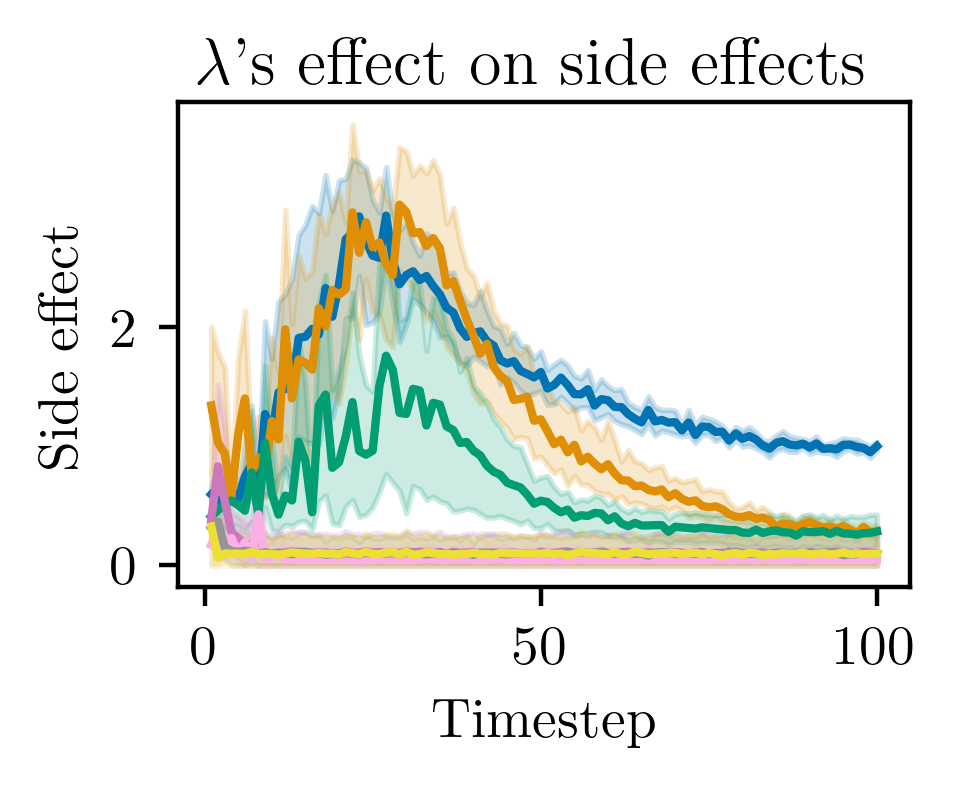 λ's effect on side effects
Side effect
2
0
0 50 100
Timestep